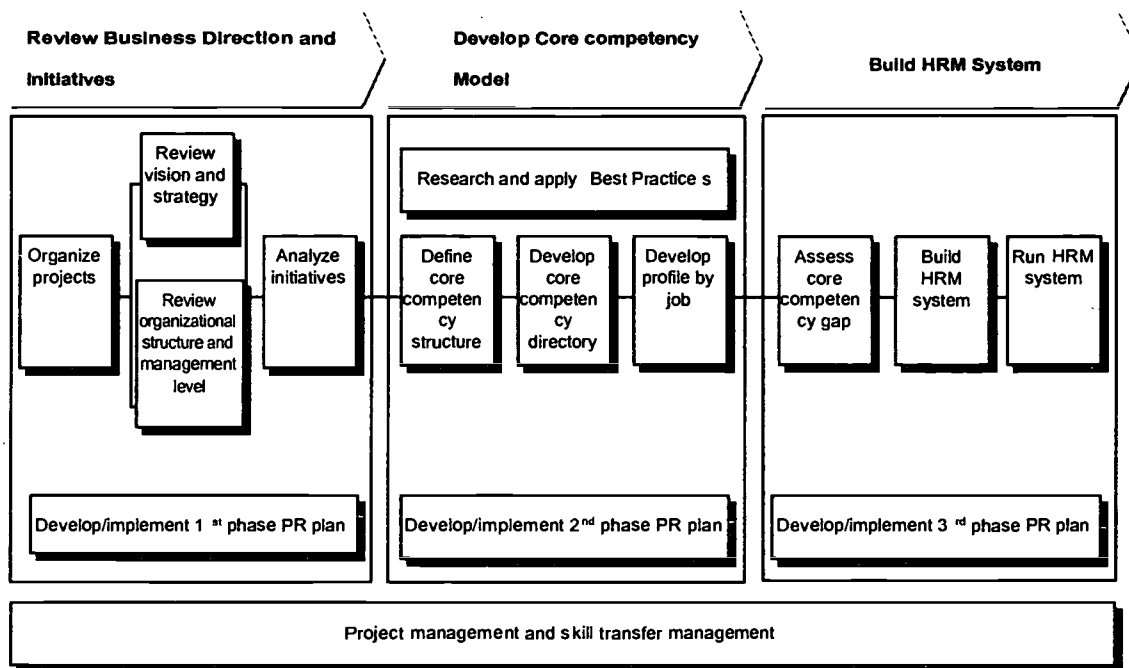 Review Business Direction and
Initiatives
Develop Core competency
Model
Build HRM System
Review
vision and
strategy
Organize
projects
Review
organizational
structure and
management
level
Analyze
initiatives
Research and apply Best Practice s
Define
core
competen
cy
structure
Develop
core
competen
cy
directory
Develop
profile by
job
Assess
core
competen
cy gap
Build
HRM
system
Run HRM
system
Develop/implement 1 st phase PR plan
Develop/implement 2nd phase PR plan
Develop/implement 3 rd phase PR plan
Project management and skill transfer management